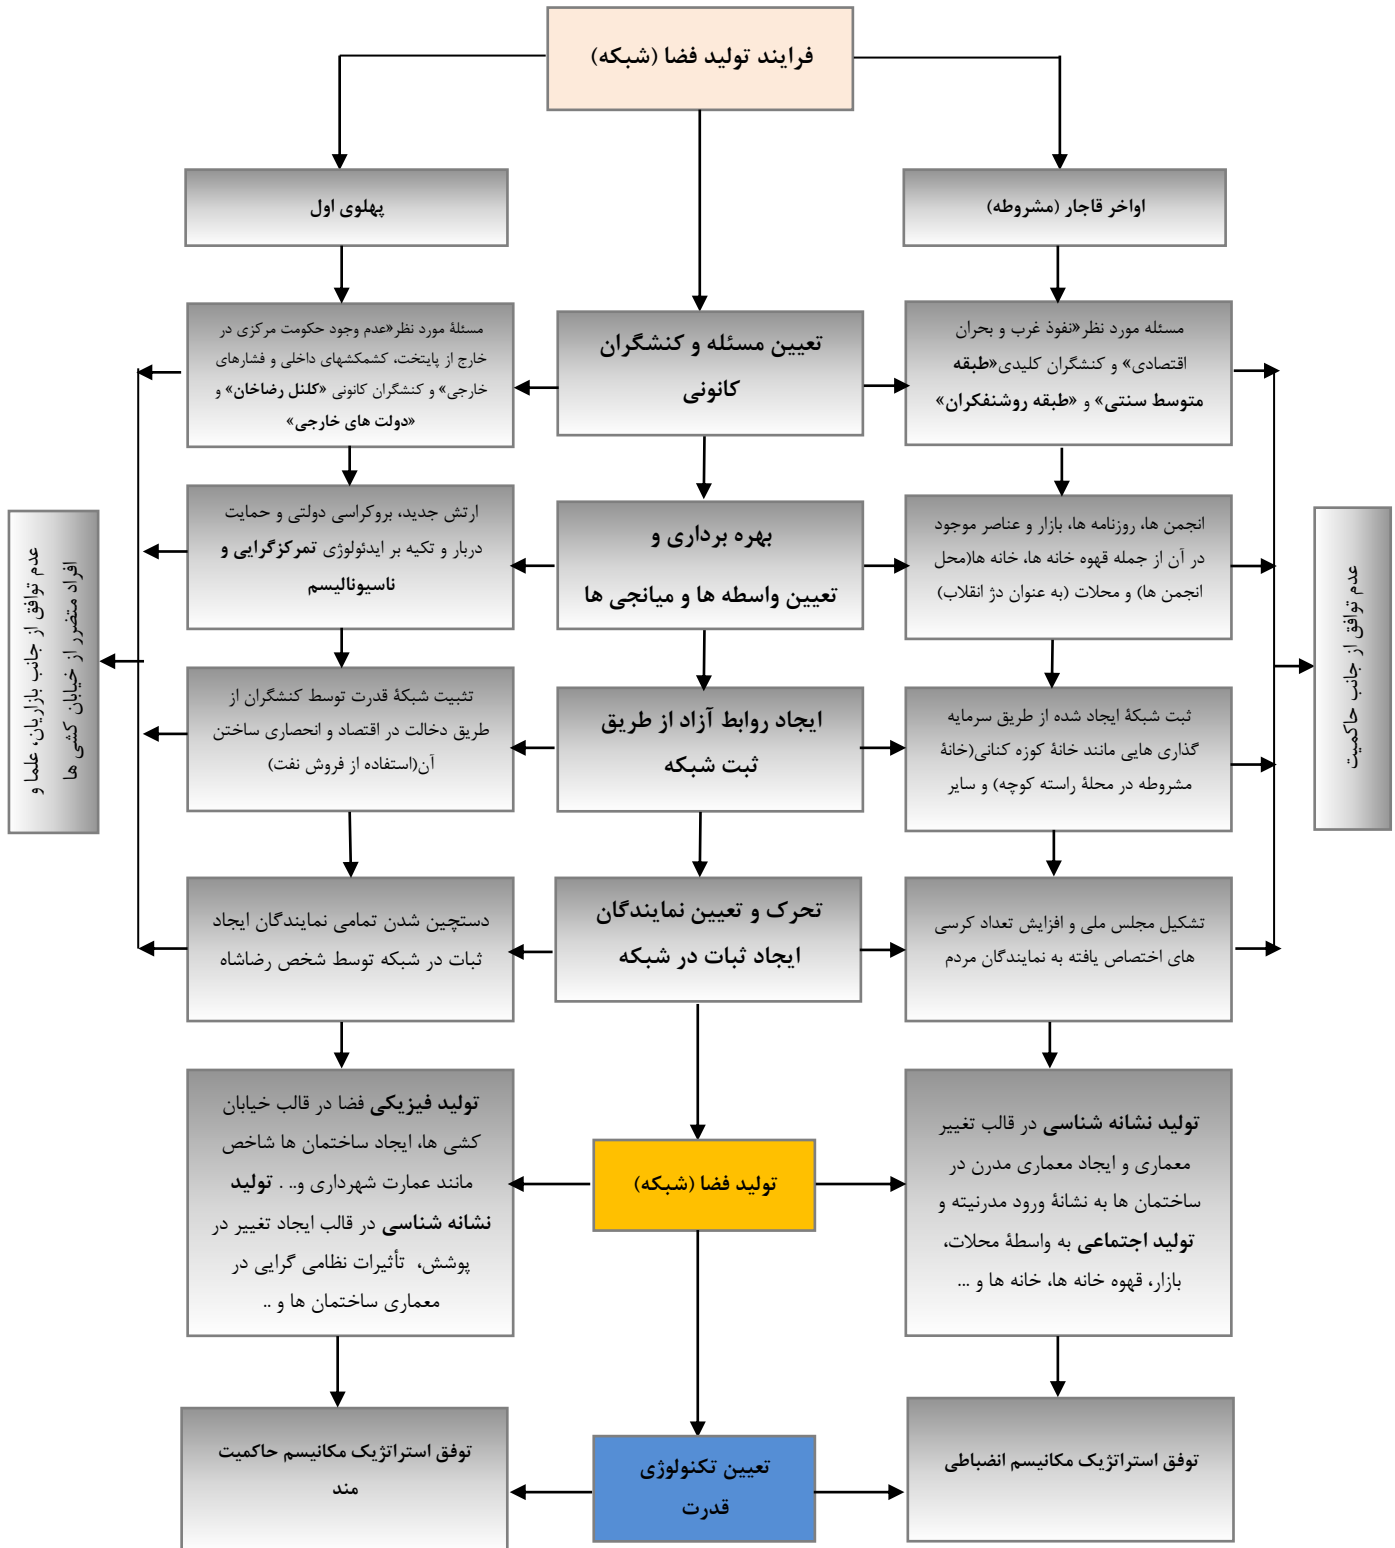 فرایند تولید فضا (شبکه)
اواخر قاجار (مشروطه)
پهلوی اول
تعیین مسئله و کنشگران
کانونی
مسئله مورد نظر«نفوذ غرب و بحران
اقتصادی» و کنشگران کلیدی«طبقه
متوسط سنتی» و «طبقه روشنفکران»
مسئلۀ مورد نظر«عدم وجود حکومت مرکزی در
خارج از پایتخت، کشمکشهای داخلی و فشارهای
خارجی» و کنشگران کانونی «کلنل رضاخان» و
«دولت های خارجی»
بهره برداری و
تعیین واسطه ها و میانجی ها
انجمن ها، روزنامه ها، بازار و عناصر موجود
در آن از جمله قهوه خانه ها، خانه ها(محل
انجمن ها) و محلات (به عنوان دژ انقلاب)
ارتش جدید، بروکراسی دولتی و حمایت
دربار و تکیه بر ایدئولوژی تمرکزگرایی و
ناسیونالیسم
ایجاد روابط آزاد از طریق
ثبت شبکه
ثبت شبکۀ ایجاد شده از طریق سرمایه
گذاری هایی مانند خانۀ کوزه کنانی(خانۀ
مشروطه در محلۀ راسته کوچه) و سایر
تثبیت شبکۀ قدرت توسط کنشگران از
طریق دخالت در اقتصاد و انحصاری ساختن
آن(استفاده از فروش نفت)
تحرک و تعیین نمایندگان
ایجاد ثبات در شبکه
تشکیل مجلس ملی و افزایش تعداد کرسی
های اختصاص یافته به نمایندگان مردم
دستچین شدن تمامی نمایندگان ایجاد
ثبات در شبکه توسط شخص رضاشاه
عدم توافق از جانب حاکمیت
عدم توافق از جانب بازاریان، علما و
افراد متضرر از خیابان کشی ها
تولید فضا (شبکه)
تولید نشانه شناسی در قالب تغییر
معماری و ایجاد معماری مدرن در
ساختمان ها به نشانۀ ورود مدرنیته و
تولید اجتماعی به واسطۀ محلات،
بازار، قهوه خانه ها، خانه ها و ...
تولید فیزیکی فضا در قالب خیابان
کشی ها، ایجاد ساختمان ها شاخص
مانند عمارت شهرداری و.. . تولید
نشانه شناسی در قالب ایجاد تغییر در
پوشش، تأثیرات نظامی گرایی در
معماری ساختمان ها و ..
تعیین تکنولوژی
قدرت
توفق استراتژیک مکانیسم انضباطی
توفق استراتژیک مکانیسم حاکمیت
مند